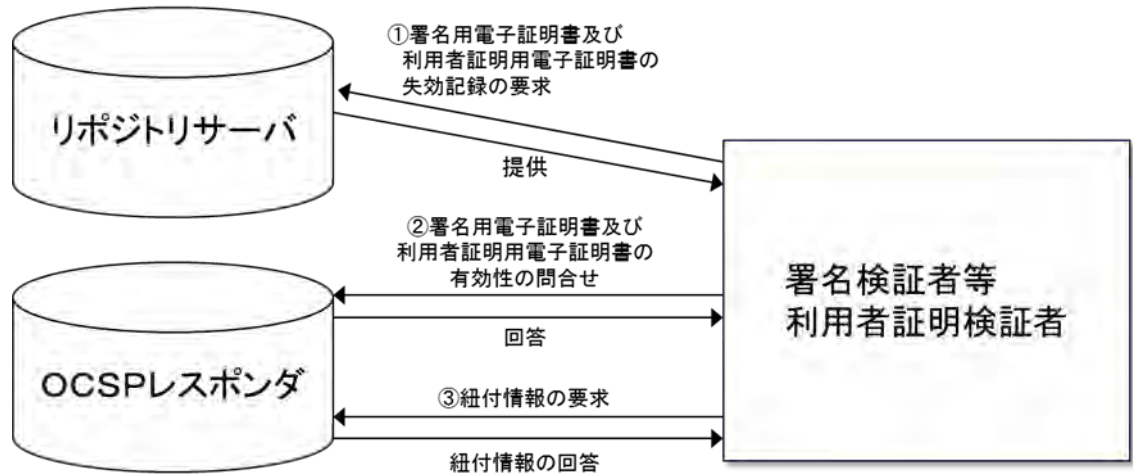 ①署名用電子証明書及び
利用者証明用電子証明書の
失効記録の要求
リポジトリサーバ
提供
②署名用電子証明書及び
利用者証明用電子証明書の
有効性の問合せ
署名検証者等
利用者証明検証者
回答
OCSPレスポンダ
③紐付情報の要求
紐付情報の回答